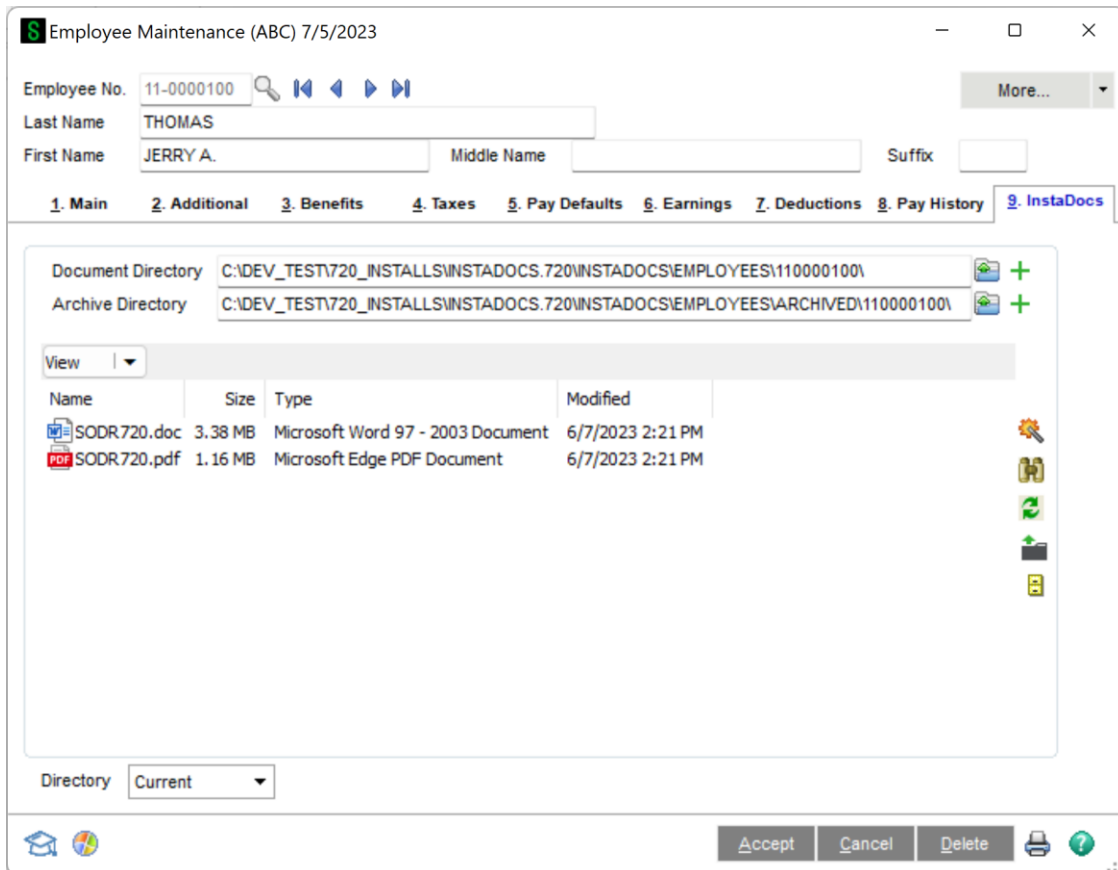 S Employee Maintenance (ABC) 7/5/2023
Employee No. 11-0000100 More...
Last Name THOMAS
First Name JERRY A. Middle Name Suffix
1. Main 2. Additional 3. Benefits 4. Taxes 5. Pay Defaults 6. Earnings 7. Deductions 8. Pay History 9. InstaDocs
Document Directory C:\DEV_TEST\720_INSTALLS\INSTADOCS.720\INSTADOCS\EMPLOYEES\110000100\
Archive Directory C:\DEV_TEST\720_INSTALLS\INSTADOCS.720\INSTADOCS\EMPLOYEES\ARCHIVED\110000100\
View
Name Size Type Modified
SODR720.doc 3.38 MB Microsoft Word 97 - 2003 Document 6/7/2023 2:21 PM
PDF SODR720.pdf 1.16 MB Microsoft Edge PDF Document 6/7/2023 2:21 PM
Directory Current
Accept Cancel Delete